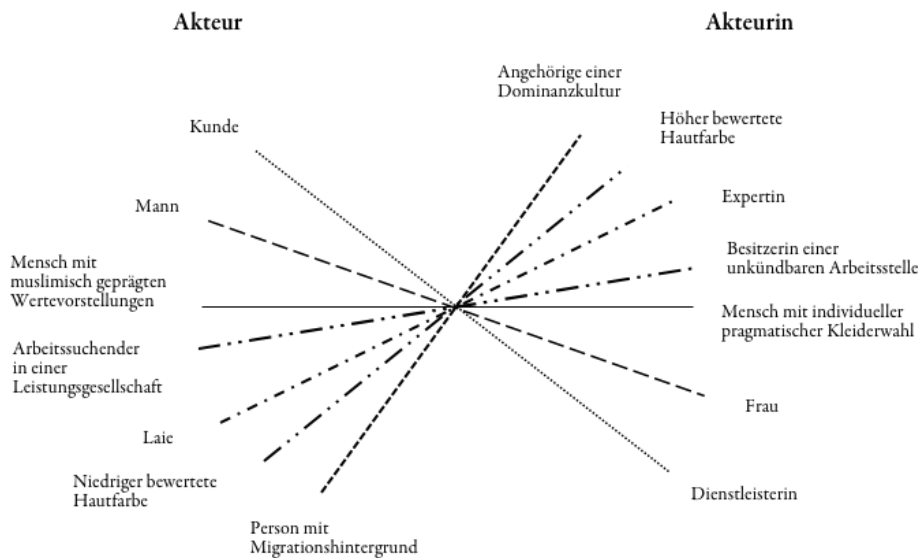 Akteur
Akteurin
Angehörige einer
Dominanzkultur
Höher bewertete
Hautfarbe
Kunde
Expertin
Mann
Besitzerin einer
unkündbaren Arbeitsstelle
Mensch mit
muslimisch geprägten
Wertevorstellungen
Mensch mit individueller
pragmatischer Kleiderwahl
Arbeitssuchender
in einer
Leistungsgesellschaft
Frau
Laie
Niedriger bewertete
Hautfarbe
Dienstleisterin
Person mit
Migrationshintergrund